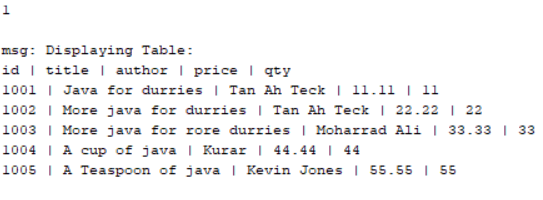 1
msg: Displaying Table:
id | title | author | price | qty
1001 | Java for durries | Tan Ah Teck | 11.11 | 11
1002 | More java for durries | Tan Ah Teck | 22.22 | 22
1003 | More java for rore durries | Moharrad Ali | 33.33 | 33
1004 | A cup of java | Kurar | 44.44 | 44
1005 | A Teaspoon of java | Kevin Jones | 55.55 | 55